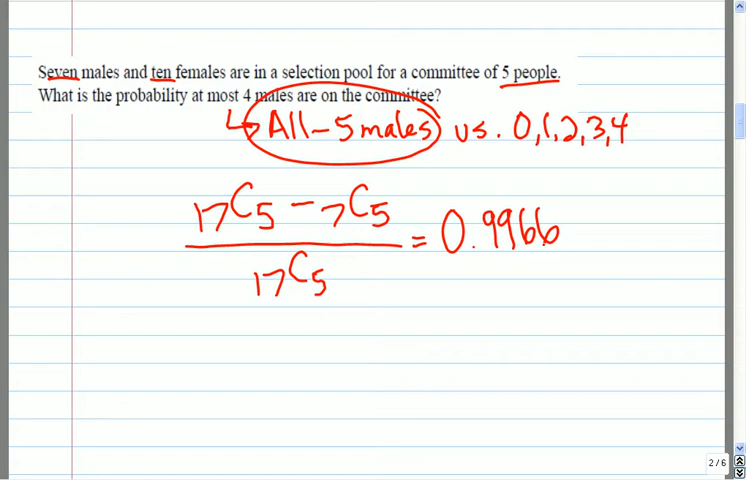 Seven males and ten females are in a selection pool for a committee of 5 people.
What is the probability at most 4 males are on the committee?
All - 5 males vs. 0, 1, 2, 3, 4
17C5 - 7C5
= 0.9966
17C5
2 / 6